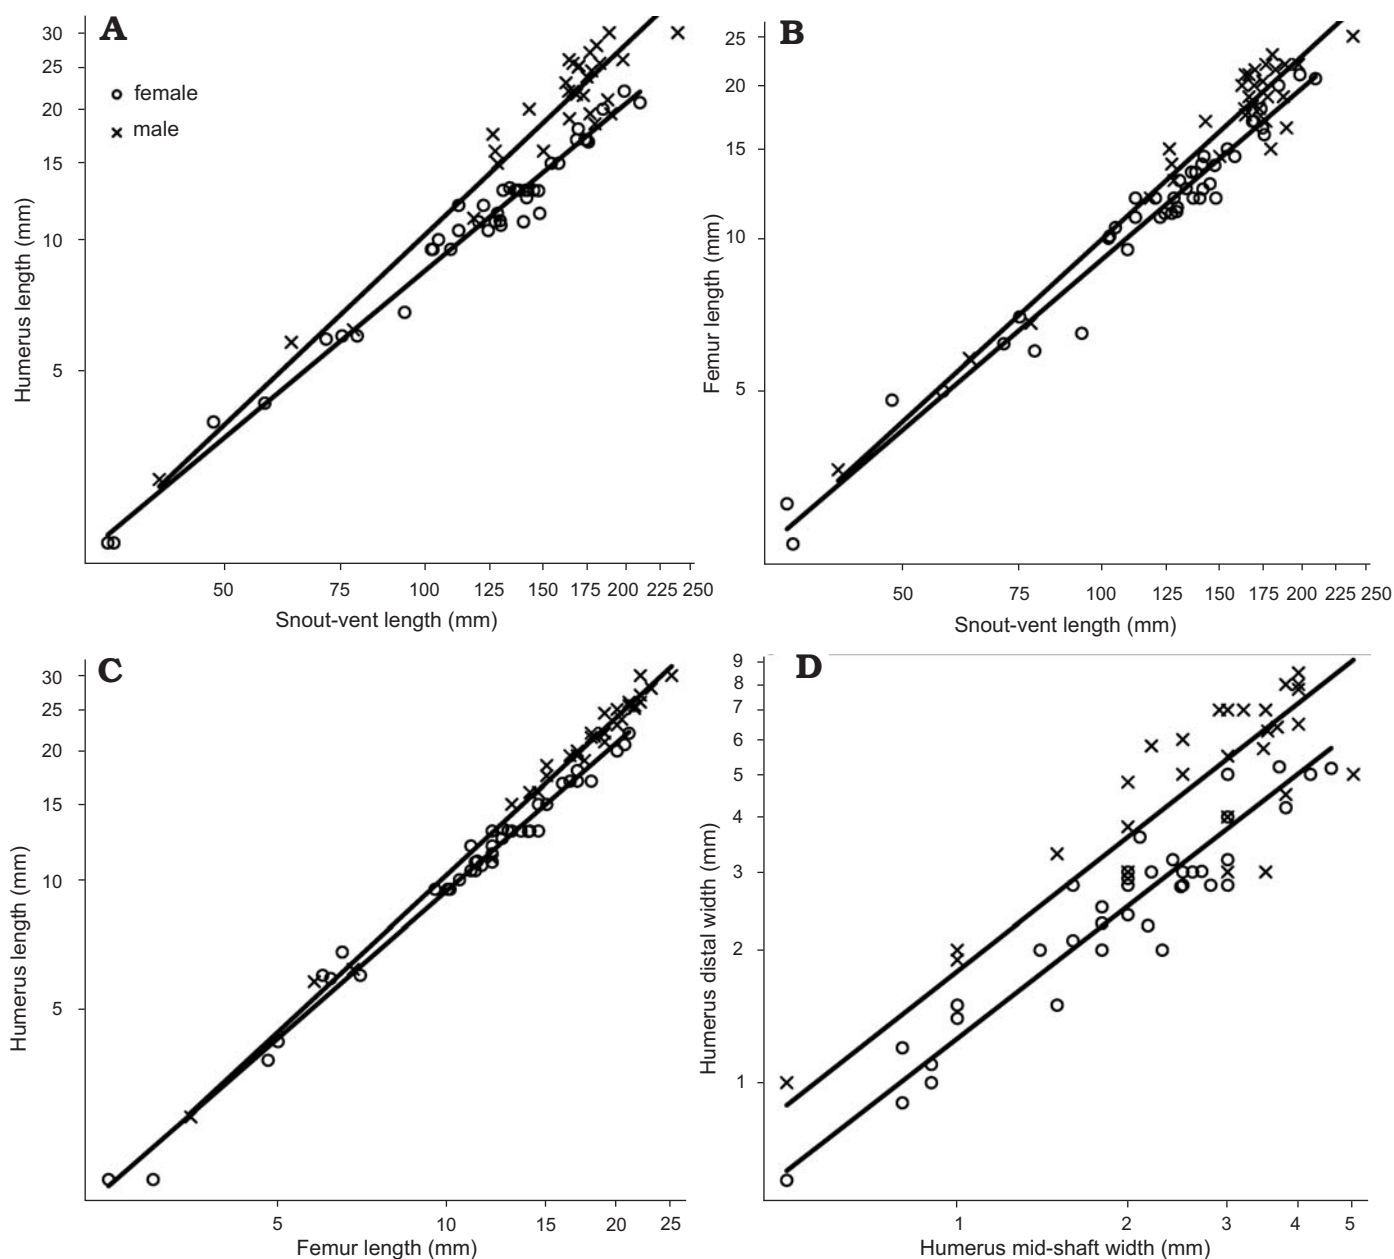 A
30
25
20
15
10
5
female
male
Humerus length (mm)
50 75 100 125 150 175 200 225 250
Snout-vent length (mm)
B
25
20
15
10
5
Femur length (mm)
50 75 100 125 150 175 200 225 250
Snout-vent length (mm)
C
30
25
20
15
10
5
Humerus length (mm)
5 10 15 20 25
Femur length (mm)
D
9
8
7
6
5
4
3
2
1
Humerus distal width (mm)
1 2 3 4 5
Humerus mid-shaft width (mm)